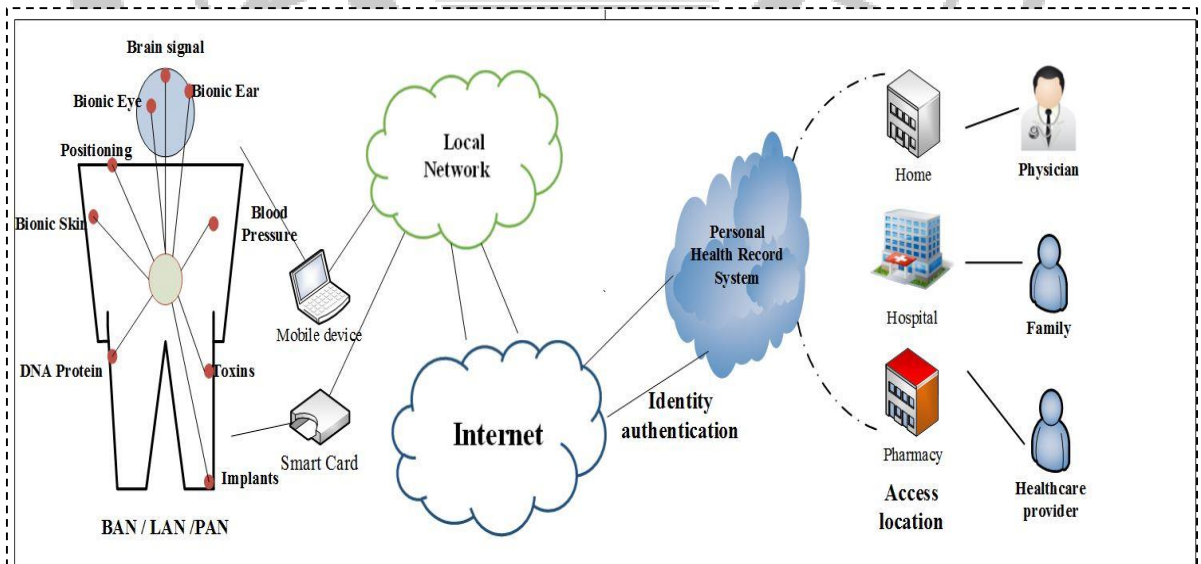 Brain signal
Bionic Eye
Bionic Ear
Positioning
Bionic Skin
Blood
Pressure
DNA Protein
Toxins
Implants
BAN / LAN /PAN
Mobile device
Smart Card
Local
Network
Internet
Identity
authentication
Personal
Health Record
System
Home
Hospital
Pharmacy
Access
location
Physician
Family
Healthcare
provider